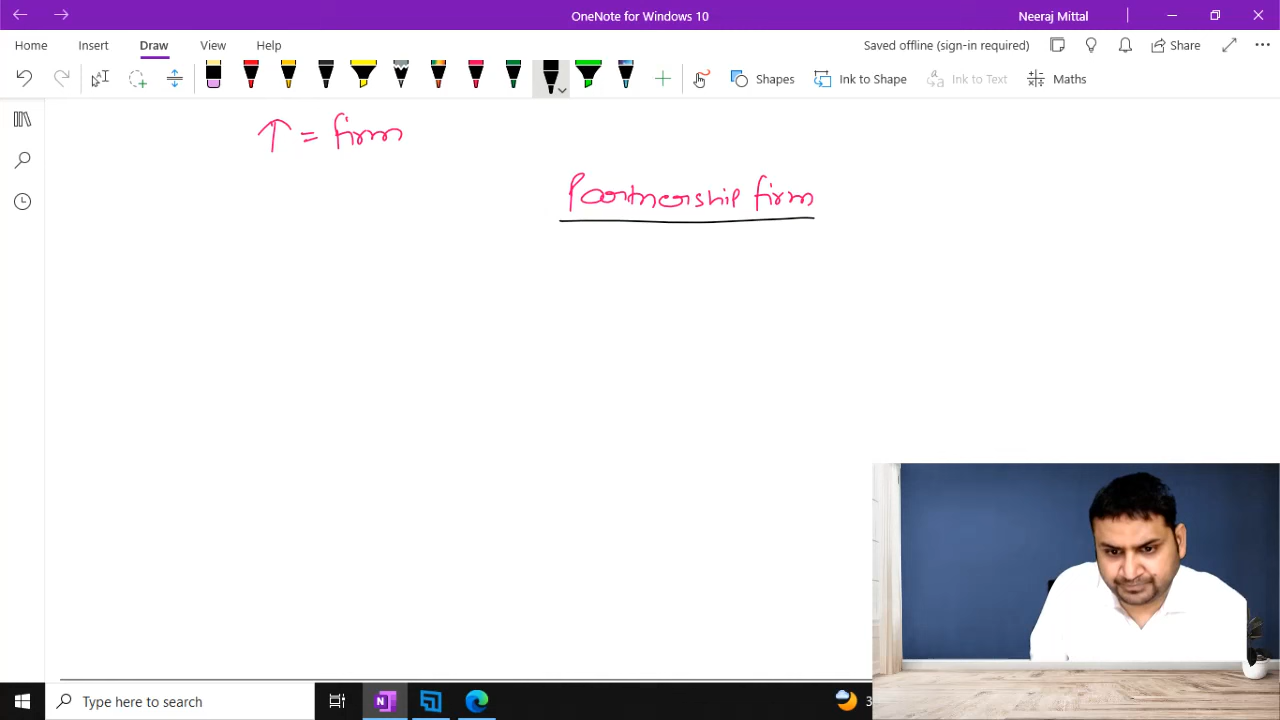 OneNote for Windows 10
Neeraj Mittal
Home Insert Draw View Help
Saved offline (sign-in required)
Share
Shapes
Ink to Shape
Ink to Text
Maths
↑ = firm
Partnership firm
Type here to search
3